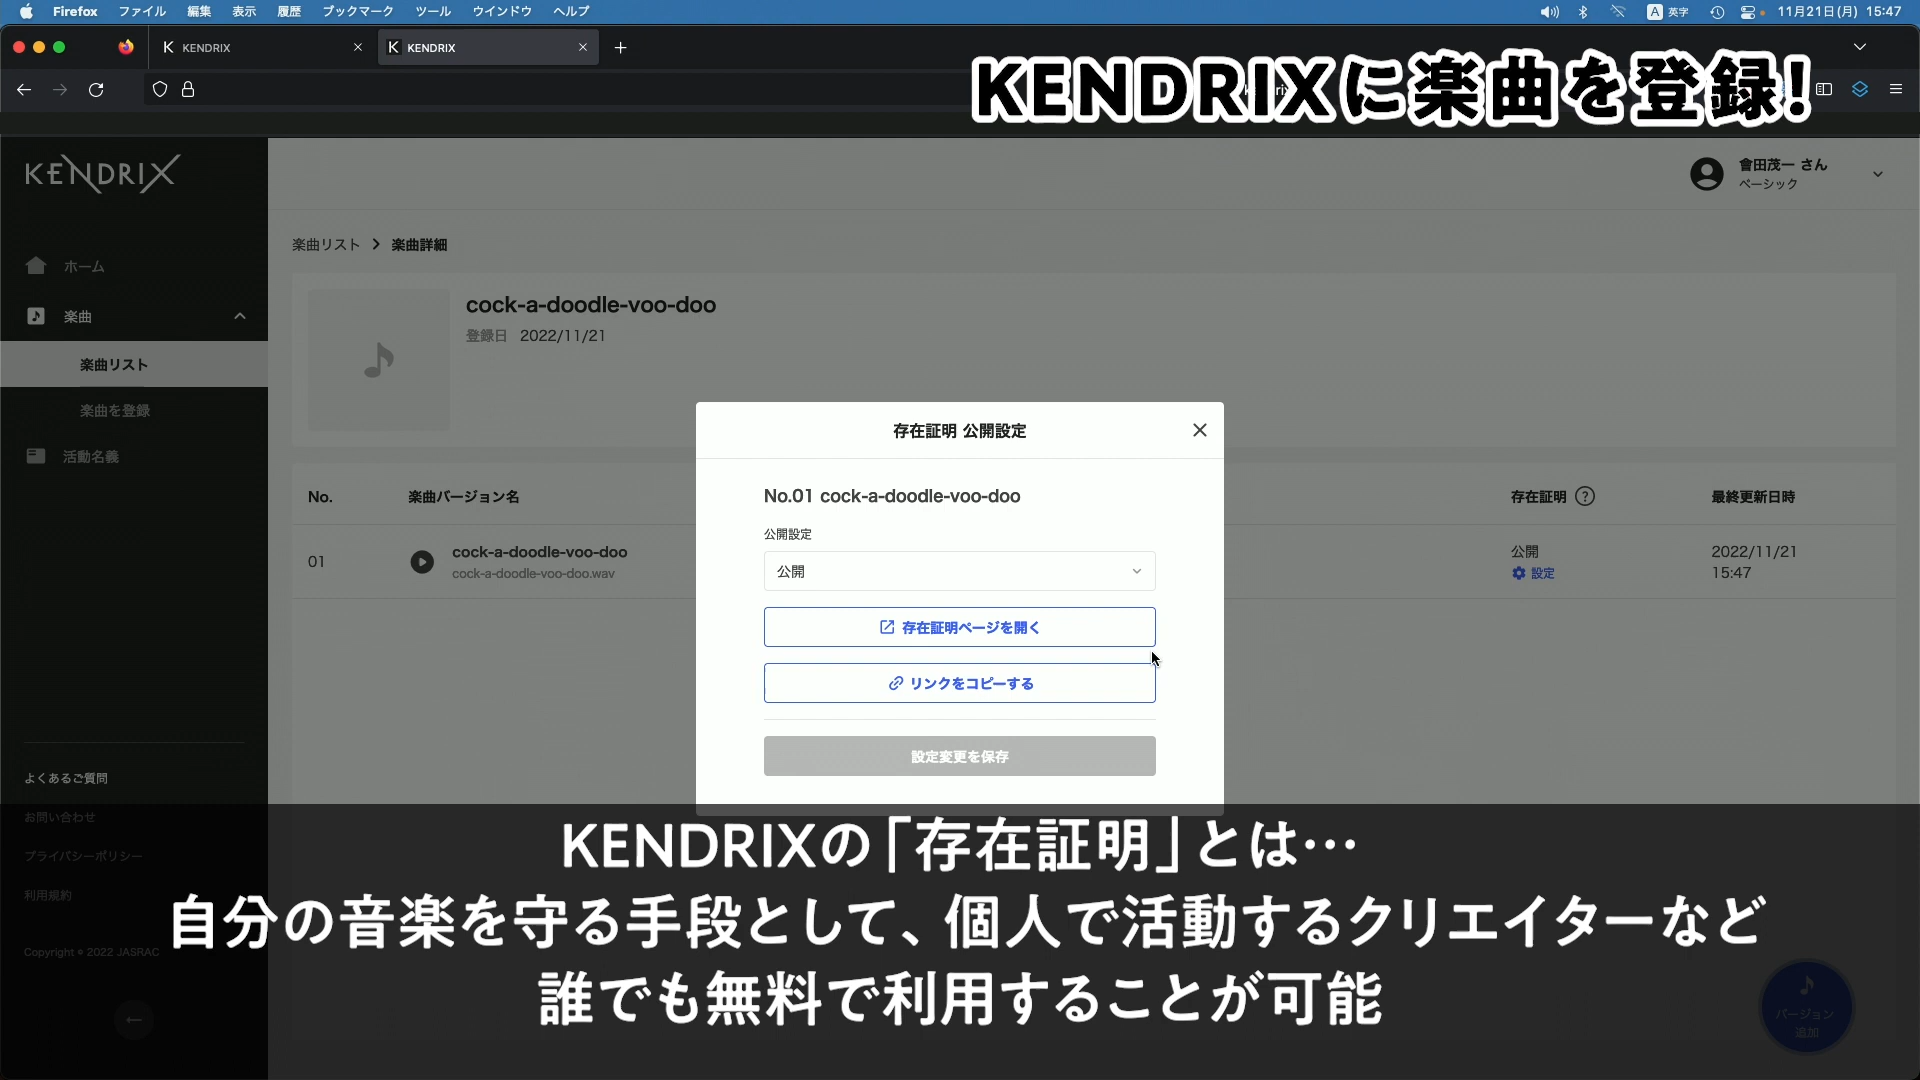 Firefox ファイル 編集 表示 履歴 ブックマーク ツール ウインドウ ヘルプ
A 英字 11月21日(月) 15:47
K KENDRIX
K KENDRIX
KENDRIXに楽曲を登録!
KENDRIX
會田茂一 さん
ベーシック
ホーム
楽曲
楽曲リスト
楽曲を登録
活動名義
楽曲リスト > 楽曲詳細
cock-a-doodle-voo-doo
登録日 2022/11/21
No. 楽曲バージョン名 存在証明 ? 最終更新日時
01
cock-a-doodle-voo-doo
cock-a-doodle-voo-doo.wav
公開
設定
2022/11/21
15:47
存在証明 公開設定
No.01 cock-a-doodle-voo-doo
公開設定
公開
存在証明ページを開く
リンクをコピーする
設定変更を保存
よくあるご質問
お問い合わせ
プライバシーポリシー
利用規約
Copyright © 2022 JASRAC
バージョン
追加
KENDRIXの「存在証明」とは…
自分の音楽を守る手段として、個人で活動するクリエイターなど
誰でも無料で利用することが可能